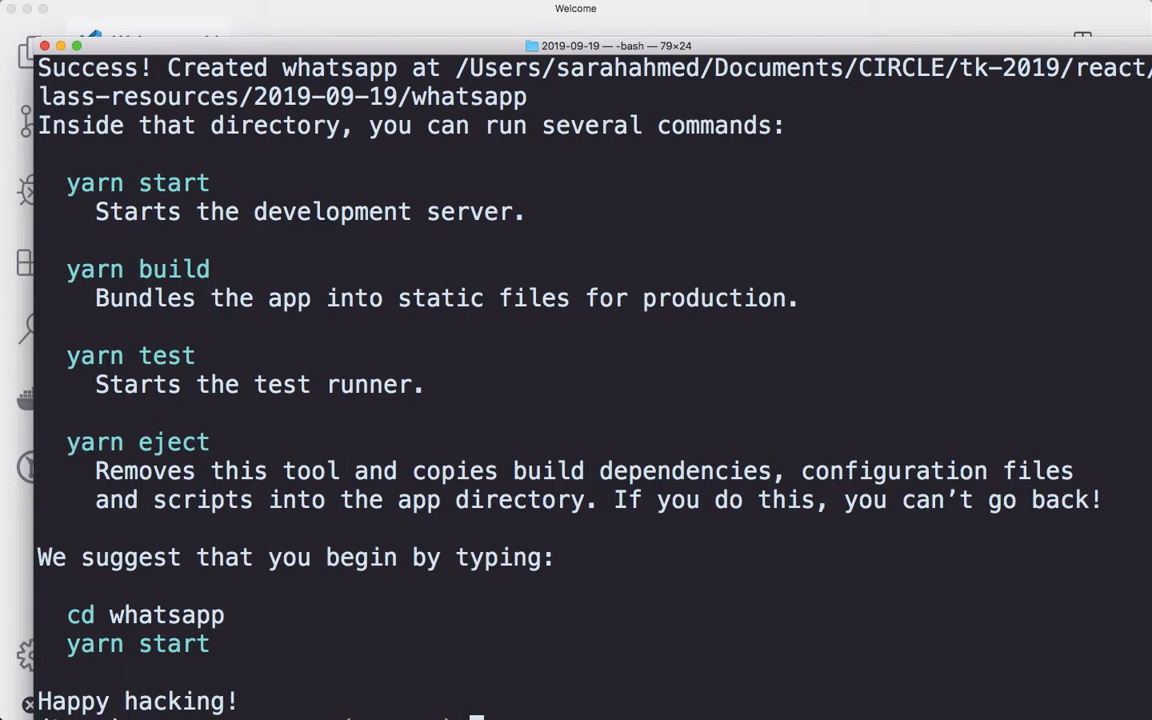 Welcome
2019-09-19 — -bash — 79×24
Success! Created whatsapp at /Users/sarahahmed/Documents/CIRCLE/tk-2019/react/
lass-resources/2019-09-19/whatsapp
Inside that directory, you can run several commands:
yarn start
Starts the development server.
yarn build
Bundles the app into static files for production.
yarn test
Starts the test runner.
yarn eject
Removes this tool and copies build dependencies, configuration files
and scripts into the app directory. If you do this, you can’t go back!
We suggest that you begin by typing:
cd whatsapp
yarn start
Happy hacking!